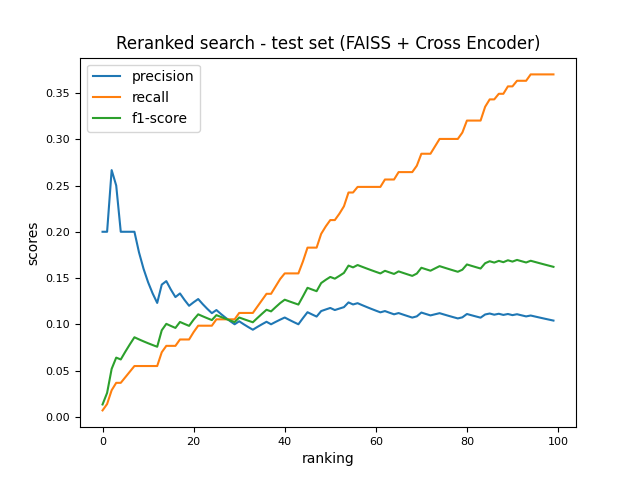 Reranked search - test set (FAISS + Cross Encoder)
precision
recall
f1-score
0.35
0.30
0.25
0.20
0.15
0.10
0.05
0.00
scores
0 20 40 60 80 100
ranking